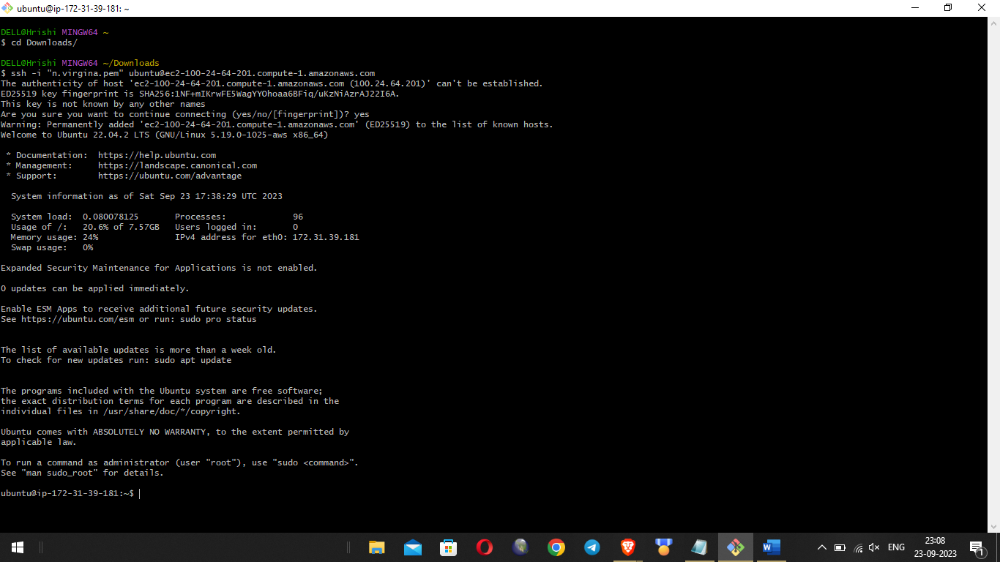 ubuntu@ip-172-31-39-181: ~
DELL@Hrishi MINGW64 ~
$ cd Downloads/
DELL@Hrishi MINGW64 ~/Downloads
$ ssh -i "n.virgina.pem" ubuntu@ec2-100-24-64-201.compute-1.amazonaws.com
The authenticity of host 'ec2-100-24-64-201.compute-1.amazonaws.com (100.24.64.201)' can't be established.
ED25519 key fingerprint is SHA256:1NF+mIKrwFE5WagYYOhoaa6BFiq/uKzNiAzrAJ22I6A.
This key is not known by any other names
Are you sure you want to continue connecting (yes/no/[fingerprint])? yes
Warning: Permanently added 'ec2-100-24-64-201.compute-1.amazonaws.com' (ED25519) to the list of known hosts.
Welcome to Ubuntu 22.04.2 LTS (GNU/Linux 5.19.0-1025-aws x86_64)
* Documentation:  https://help.ubuntu.com
* Management:     https://landscape.canonical.com
* Support:        https://ubuntu.com/advantage
System information as of Sat Sep 23 17:38:29 UTC 2023
System load:  0.080078125       Processes:             96
Usage of /:   20.6% of 7.57GB   Users logged in:       0
Memory usage: 24%               IPv4 address for eth0: 172.31.39.181
Swap usage:   0%
Expanded Security Maintenance for Applications is not enabled.
0 updates can be applied immediately.
Enable ESM Apps to receive additional future security updates.
See https://ubuntu.com/esm or run: sudo pro status
The list of available updates is more than a week old.
To check for new updates run: sudo apt update
The programs included with the Ubuntu system are free software;
the exact distribution terms for each program are described in the
individual files in /usr/share/doc/*/copyright.
Ubuntu comes with ABSOLUTELY NO WARRANTY, to the extent permitted by
applicable law.
To run a command as administrator (user "root"), use "sudo <command>".
See "man sudo_root" for details.
ubuntu@ip-172-31-39-181:~$
W
ENG
23:08
23-09-2023
1